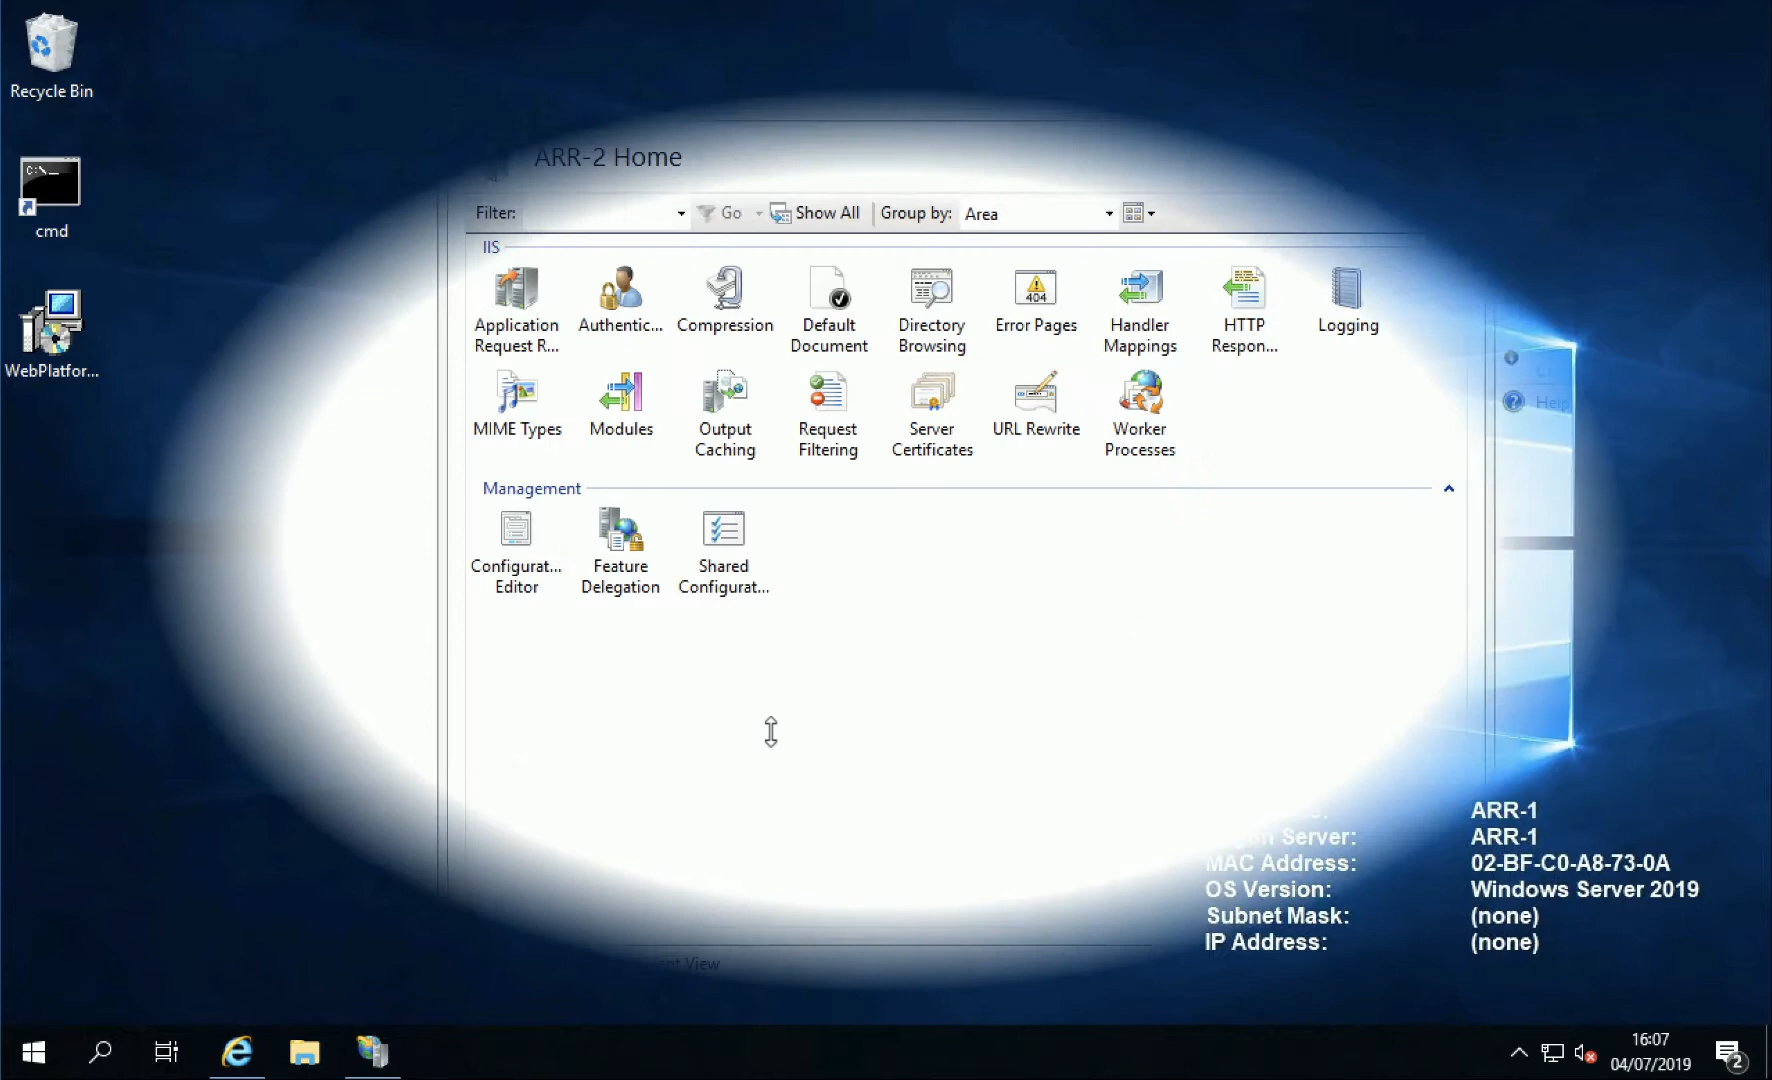 Recycle Bin
cmd
WebPlatfor...
ARR-2 Home
Filter: Go Show All Group by: Area
IIS
Application Request R...
Authentic...
Compression
Default Document
Directory Browsing
Error Pages
Handler Mappings
HTTP Respon...
Logging
MIME Types
Modules
Output Caching
Request Filtering
Server Certificates
URL Rewrite
Worker Processes
Management
Configurat... Editor
Feature Delegation
Shared Configurat...
Help
ARR-1
Server: ARR-1
MAC Address: 02-BF-C0-A8-73-0A
OS Version: Windows Server 2019
Subnet Mask: (none)
IP Address: (none)
View
16:07
04/07/2019
2